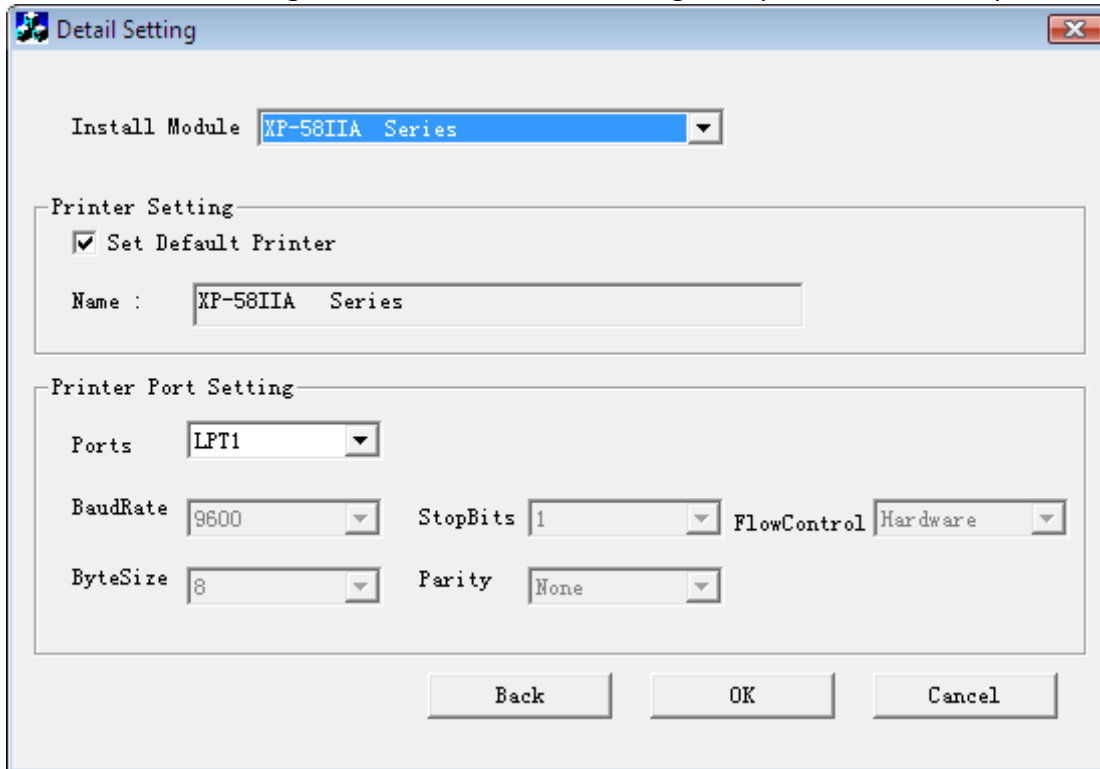 Detail Setting
Install Module XP-58IIA Series
Printer Setting
Set Default Printer
Name : XP-58IIA Series
Printer Port Setting
Ports LPT1
BaudRate 9600 StopBits 1 FlowControl Hardware
ByteSize 8 Parity None
Back OK Cancel